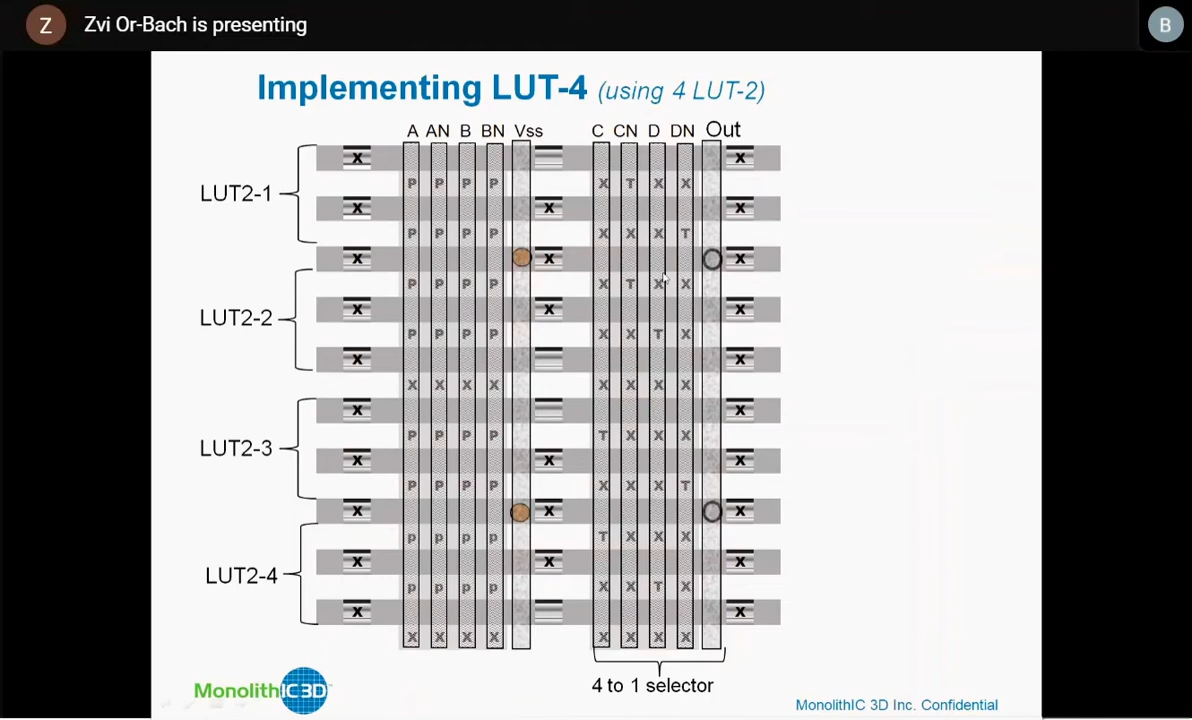 Z Zvi Or-Bach is presenting B
Implementing LUT-4 (using 4 LUT-2)
A AN B BN Vss C CN D DN Out
X X
P P P P X T X X
LUT2-1
X X X
P P P P X X X T
X X X
P P P P X T X X
LUT2-2
X X X
P P P P X X T X
X X
X X X X X X X X
X X
P P P P T X X X
LUT2-3
X X X
P P P P X X X T
X X X
P P P P T X X X
LUT2-4
X X X
P P P P X X T X
X X
X X X X X X X X
4 to 1 selector
MonolithIC3D
MonolithIC 3D Inc. Confidential